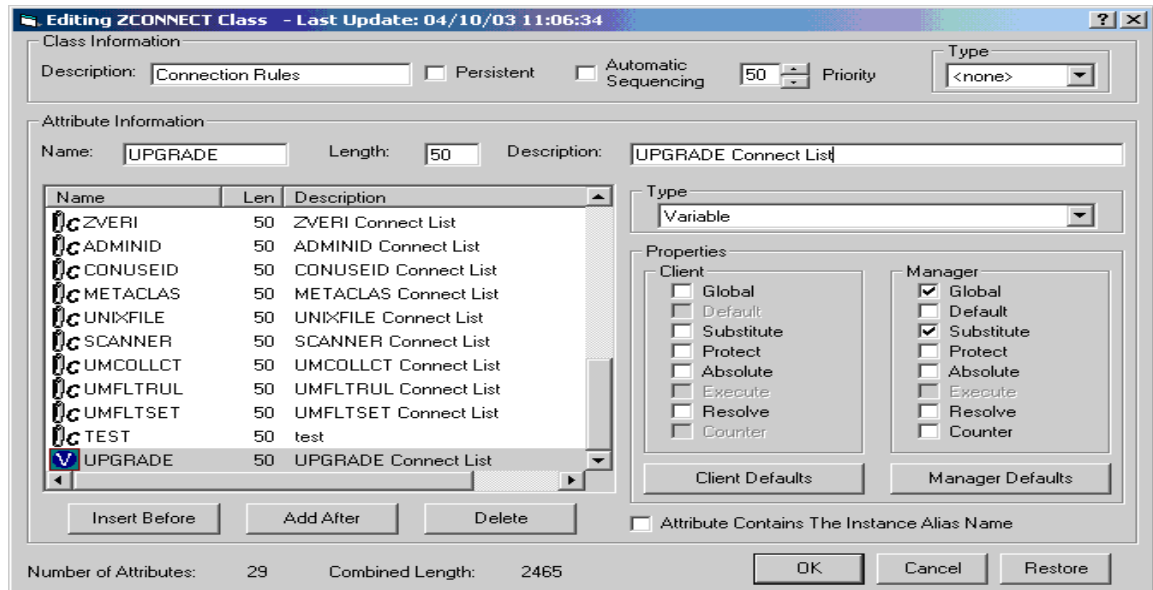 Editing ZCONNECT Class - Last Update: 04/10/03 11:06:34
Class Information
Description: Connection Rules Persistent Automatic Sequencing 50 Priority Type <none>
Attribute Information
Name: UPGRADE Length: 50 Description: UPGRADE Connect List
Name Len Description
ZVERI 50 ZVERI Connect List
ADMINID 50 ADMINID Connect List
CONUSEID 50 CONUSEID Connect List
METACLAS 50 METACLAS Connect List
UNIXFILE 50 UNIXFILE Connect List
SCANNER 50 SCANNER Connect List
UMCOLLCT 50 UMCOLLCT Connect List
UMFLTRUL 50 UMFLTRUL Connect List
UMFLTSET 50 UMFLTSET Connect List
TEST 50 test
V UPGRADE 50 UPGRADE Connect List
Insert Before Add After Delete
Type
Variable
Properties
Client
Global
Default
Substitute
Protect
Absolute
Execute
Resolve
Counter
Client Defaults
Manager
Global
Default
Substitute
Protect
Absolute
Execute
Resolve
Counter
Manager Defaults
Attribute Contains The Instance Alias Name
Number of Attributes: 29 Combined Length: 2465
OK Cancel Restore